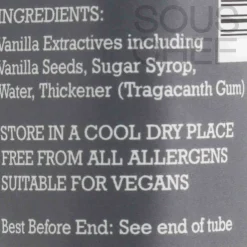 INGREDIENTS:
Vanilla Extractives including
Vanilla Seeds, Sugar Syrop,
Water, Thickener (Tragacanth Gum)
STORE IN A COOL DRY PLACE
FREE FROM ALL ALLERGENS
SUITABLE FOR VEGANS
Best Before End: See end of tube